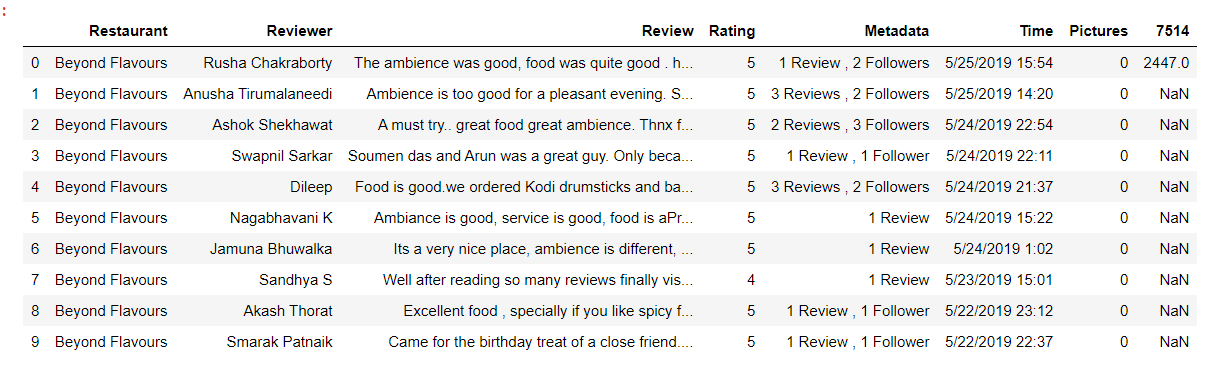 :
Restaurant Reviewer Review Rating Metadata Time Pictures 7514
0 Beyond Flavours Rusha Chakraborty The ambience was good, food was quite good . h... 5 1 Review , 2 Followers 5/25/2019 15:54 0 2447.0
1 Beyond Flavours Anusha Tirumalaneedi Ambience is too good for a pleasant evening. S... 5 3 Reviews , 2 Followers 5/25/2019 14:20 0 NaN
2 Beyond Flavours Ashok Shekhawat A must try.. great food great ambience. Thnx f... 5 2 Reviews , 3 Followers 5/24/2019 22:54 0 NaN
3 Beyond Flavours Swapnil Sarkar Soumen das and Arun was a great guy. Only beca... 5 1 Review , 1 Follower 5/24/2019 22:11 0 NaN
4 Beyond Flavours Dileep Food is good.we ordered Kodi drumsticks and ba... 5 3 Reviews , 2 Followers 5/24/2019 21:37 0 NaN
5 Beyond Flavours Nagabhavani K Ambiance is good, service is good, food is aPr... 5 1 Review 5/24/2019 15:22 0 NaN
6 Beyond Flavours Jamuna Bhuwalka Its a very nice place, ambience is different, ... 5 1 Review 5/24/2019 1:02 0 NaN
7 Beyond Flavours Sandhya S Well after reading so many reviews finally vis... 4 1 Review 5/23/2019 15:01 0 NaN
8 Beyond Flavours Akash Thorat Excellent food , specially if you like spicy f... 5 1 Review , 1 Follower 5/22/2019 23:12 0 NaN
9 Beyond Flavours Smarak Patnaik Came for the birthday treat of a close friend.... 5 1 Review , 1 Follower 5/22/2019 22:37 0 NaN